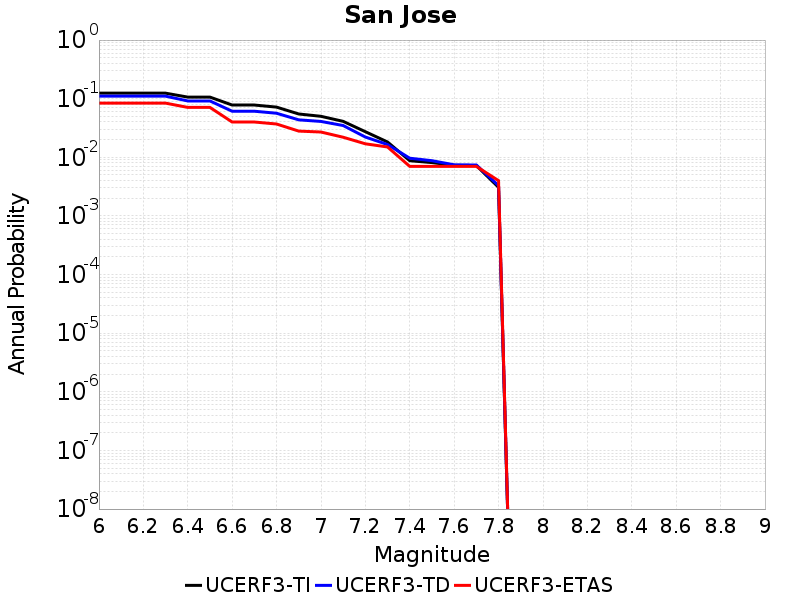 San Jose
10^0
10^-1
10^-2
10^-3
10^-4
10^-5
10^-6
10^-7
10^-8
Annual Probability
6 6.2 6.4 6.6 6.8 7 7.2 7.4 7.6 7.8 8 8.2 8.4 8.6 8.8 9
Magnitude
UCERF3-TI UCERF3-TD UCERF3-ETAS